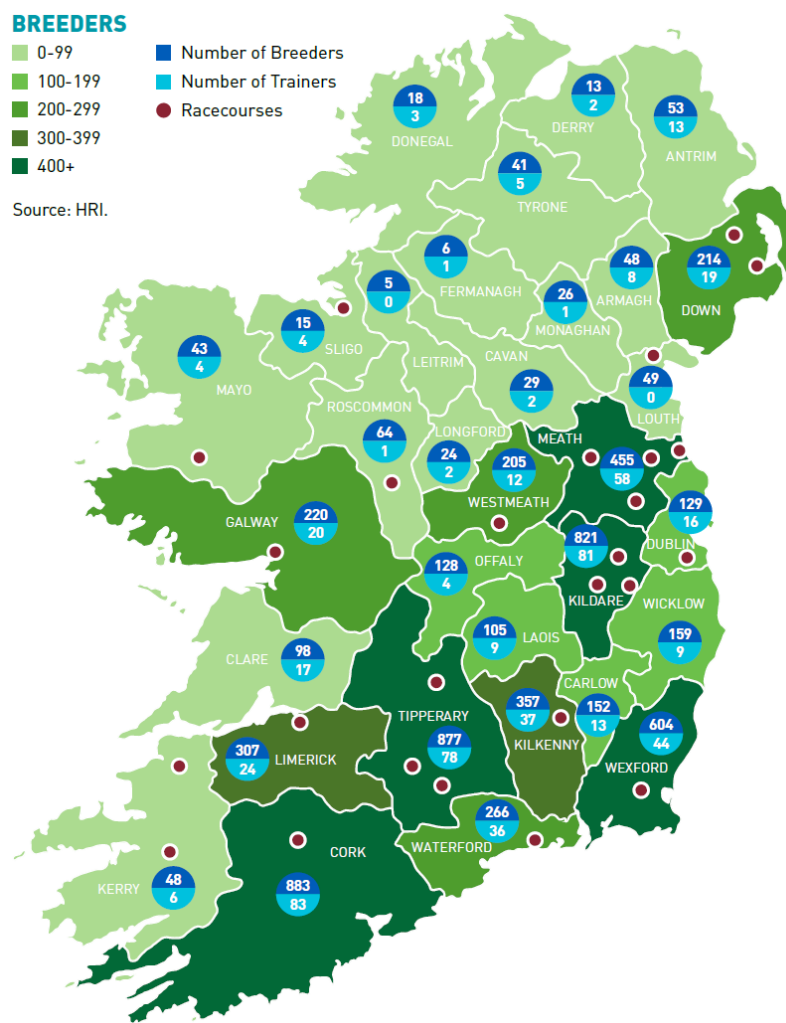 BREEDERS
0-99
100-199
200-299
300-399
400+
Number of Breeders
Number of Trainers
Racecourses
Source: HRI.
18
3
DONEGAL
13
2
DERRY
53
13
ANTRIM
41
5
TYRONE
6
1
FERMANAGH
48
8
ARMAGH
214
19
DOWN
5
0
LEITRIM
26
1
MONAGHAN
15
4
SLIGO
43
4
MAYO
CAVAN
29
2
49
0
LOUTH
ROSCOMMON
64
1
LONGFORD
24
2
MEATH
455
58
205
12
WESTMEATH
129
16
DUBLIN
220
20
GALWAY
821
81
KILDARE
OFFALY
128
4
WICKLOW
159
9
105
9
LAOIS
98
17
CLARE
CARLOW
152
13
357
37
KILKENNY
TIPPERARY
877
78
604
44
WEXFORD
307
24
LIMERICK
266
36
WATERFORD
CORK
883
83
48
6
KERRY